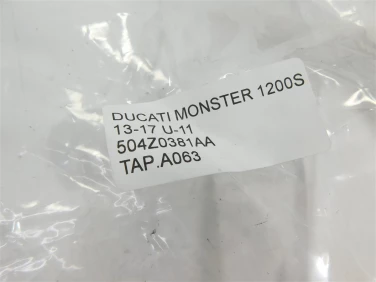 DUCATI MONSTER 1200S
13-17 U-11
504Z0381AA
TAP.A063